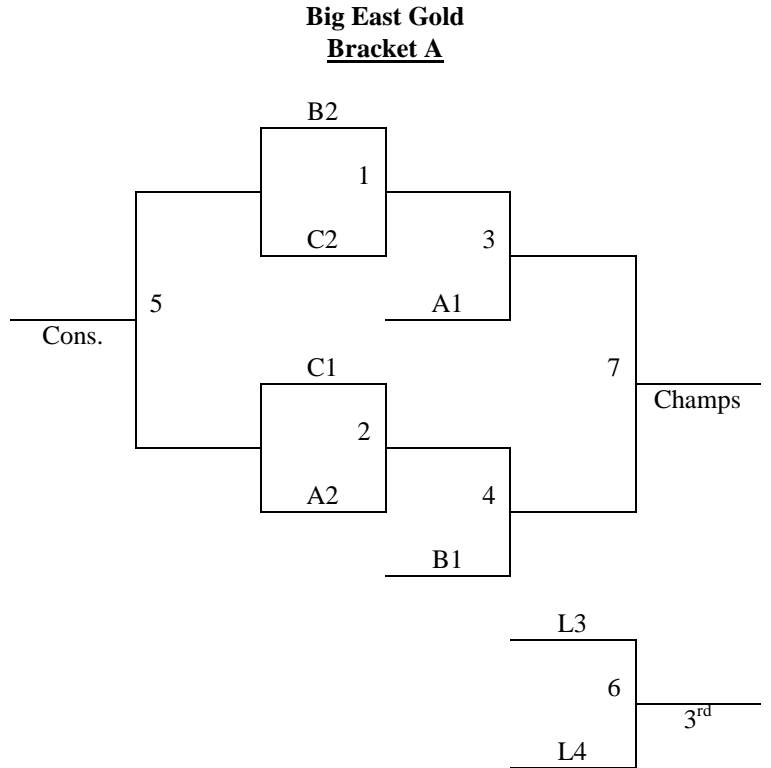 Big East Gold
Bracket A
B2
1
C2
3
5
A1
Cons.
C1
7
Champs
2
A2
4
B1
L3
6
3rd
L4